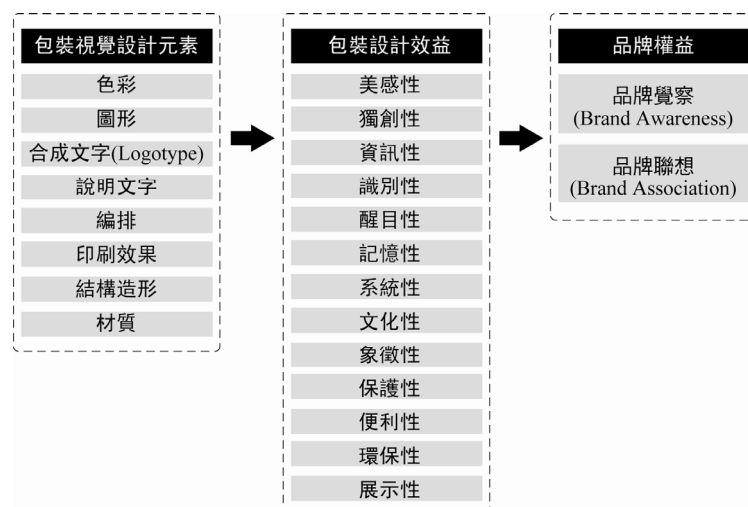 包裝視覺設計元素
色彩
圖形
合成文字(Logotype)
說明文字
編排
印刷效果
結構造形
材質
包裝設計效益
美感性
獨創性
資訊性
識別性
醒目性
記憶性
系統性
文化性
象徵性
保護性
便利性
環保性
展示性
品牌權益
品牌覺察
(Brand Awareness)
品牌聯想
(Brand Association)